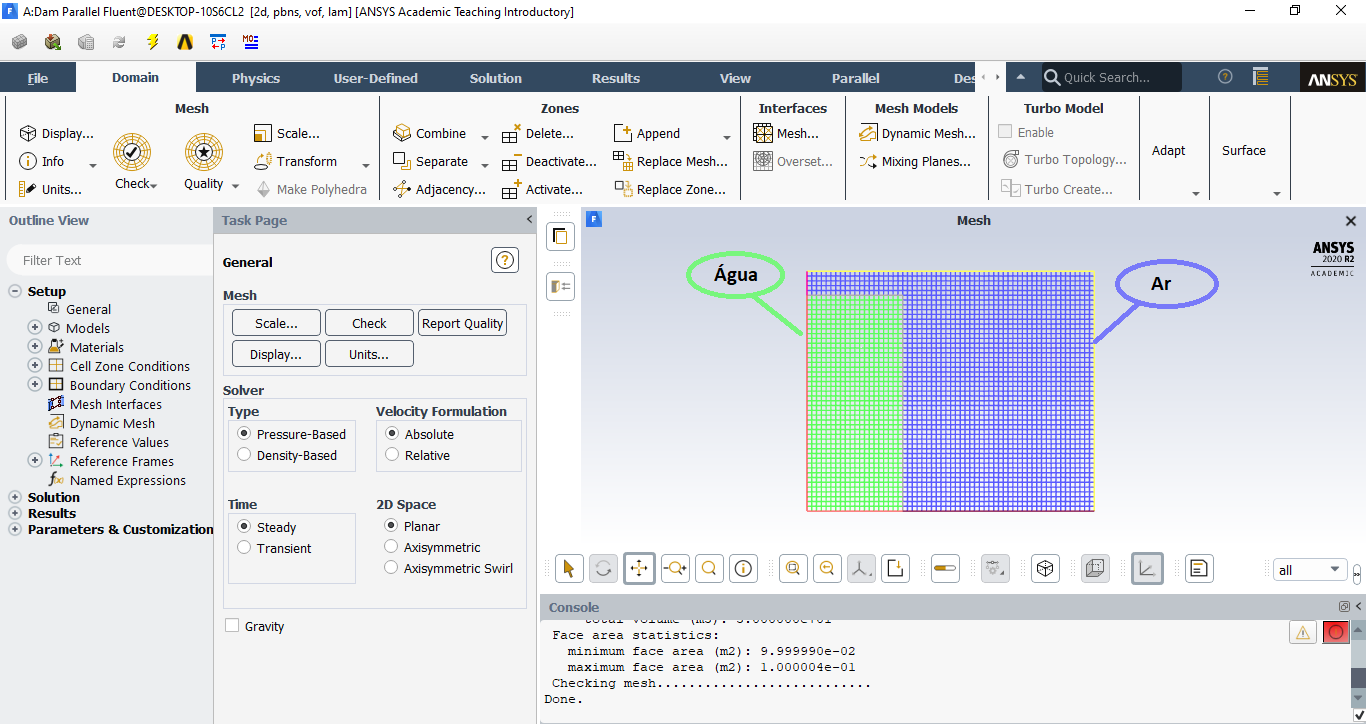 A:Dam Parallel Fluent@DESKTOP-10S6CL2 [2d, pbns, vof, lam] [ANSYS Academic Teaching Introductory]
File Domain Physics User-Defined Solution Results View Parallel Des Quick Search... ANSYS
Mesh
Display...
Info
Units...
Check
Quality
Scale...
Transform
Make Polyhedra
Zones
Combine
Separate
Adjacency...
Delete...
Deactivate...
Activate...
Append
Replace Mesh...
Replace Zone...
Interfaces
Mesh...
Overset...
Mesh Models
Dynamic Mesh...
Mixing Planes...
Turbo Model
Enable
Turbo Topology...
Turbo Create...
Adapt
Surface
Outline View
Filter Text
Setup
General
Models
Materials
Cell Zone Conditions
Boundary Conditions
Mesh Interfaces
Dynamic Mesh
Reference Values
Reference Frames
Named Expressions
Solution
Results
Parameters & Customization
Task Page
General
Mesh
Scale... Check Report Quality
Display... Units...
Solver
Type
Pressure-Based
Density-Based
Velocity Formulation
Absolute
Relative
Time
Steady
Transient
2D Space
Planar
Axisymmetric
Axisymmetric Swirl
Gravity
Mesh
ANSYS
2020 R2
ACADEMIC
Água
Ar
all
Console
Face area statistics:
minimum face area (m2): 9.999990e-02
maximum face area (m2): 1.000004e-01
Checking mesh...........................
Done.